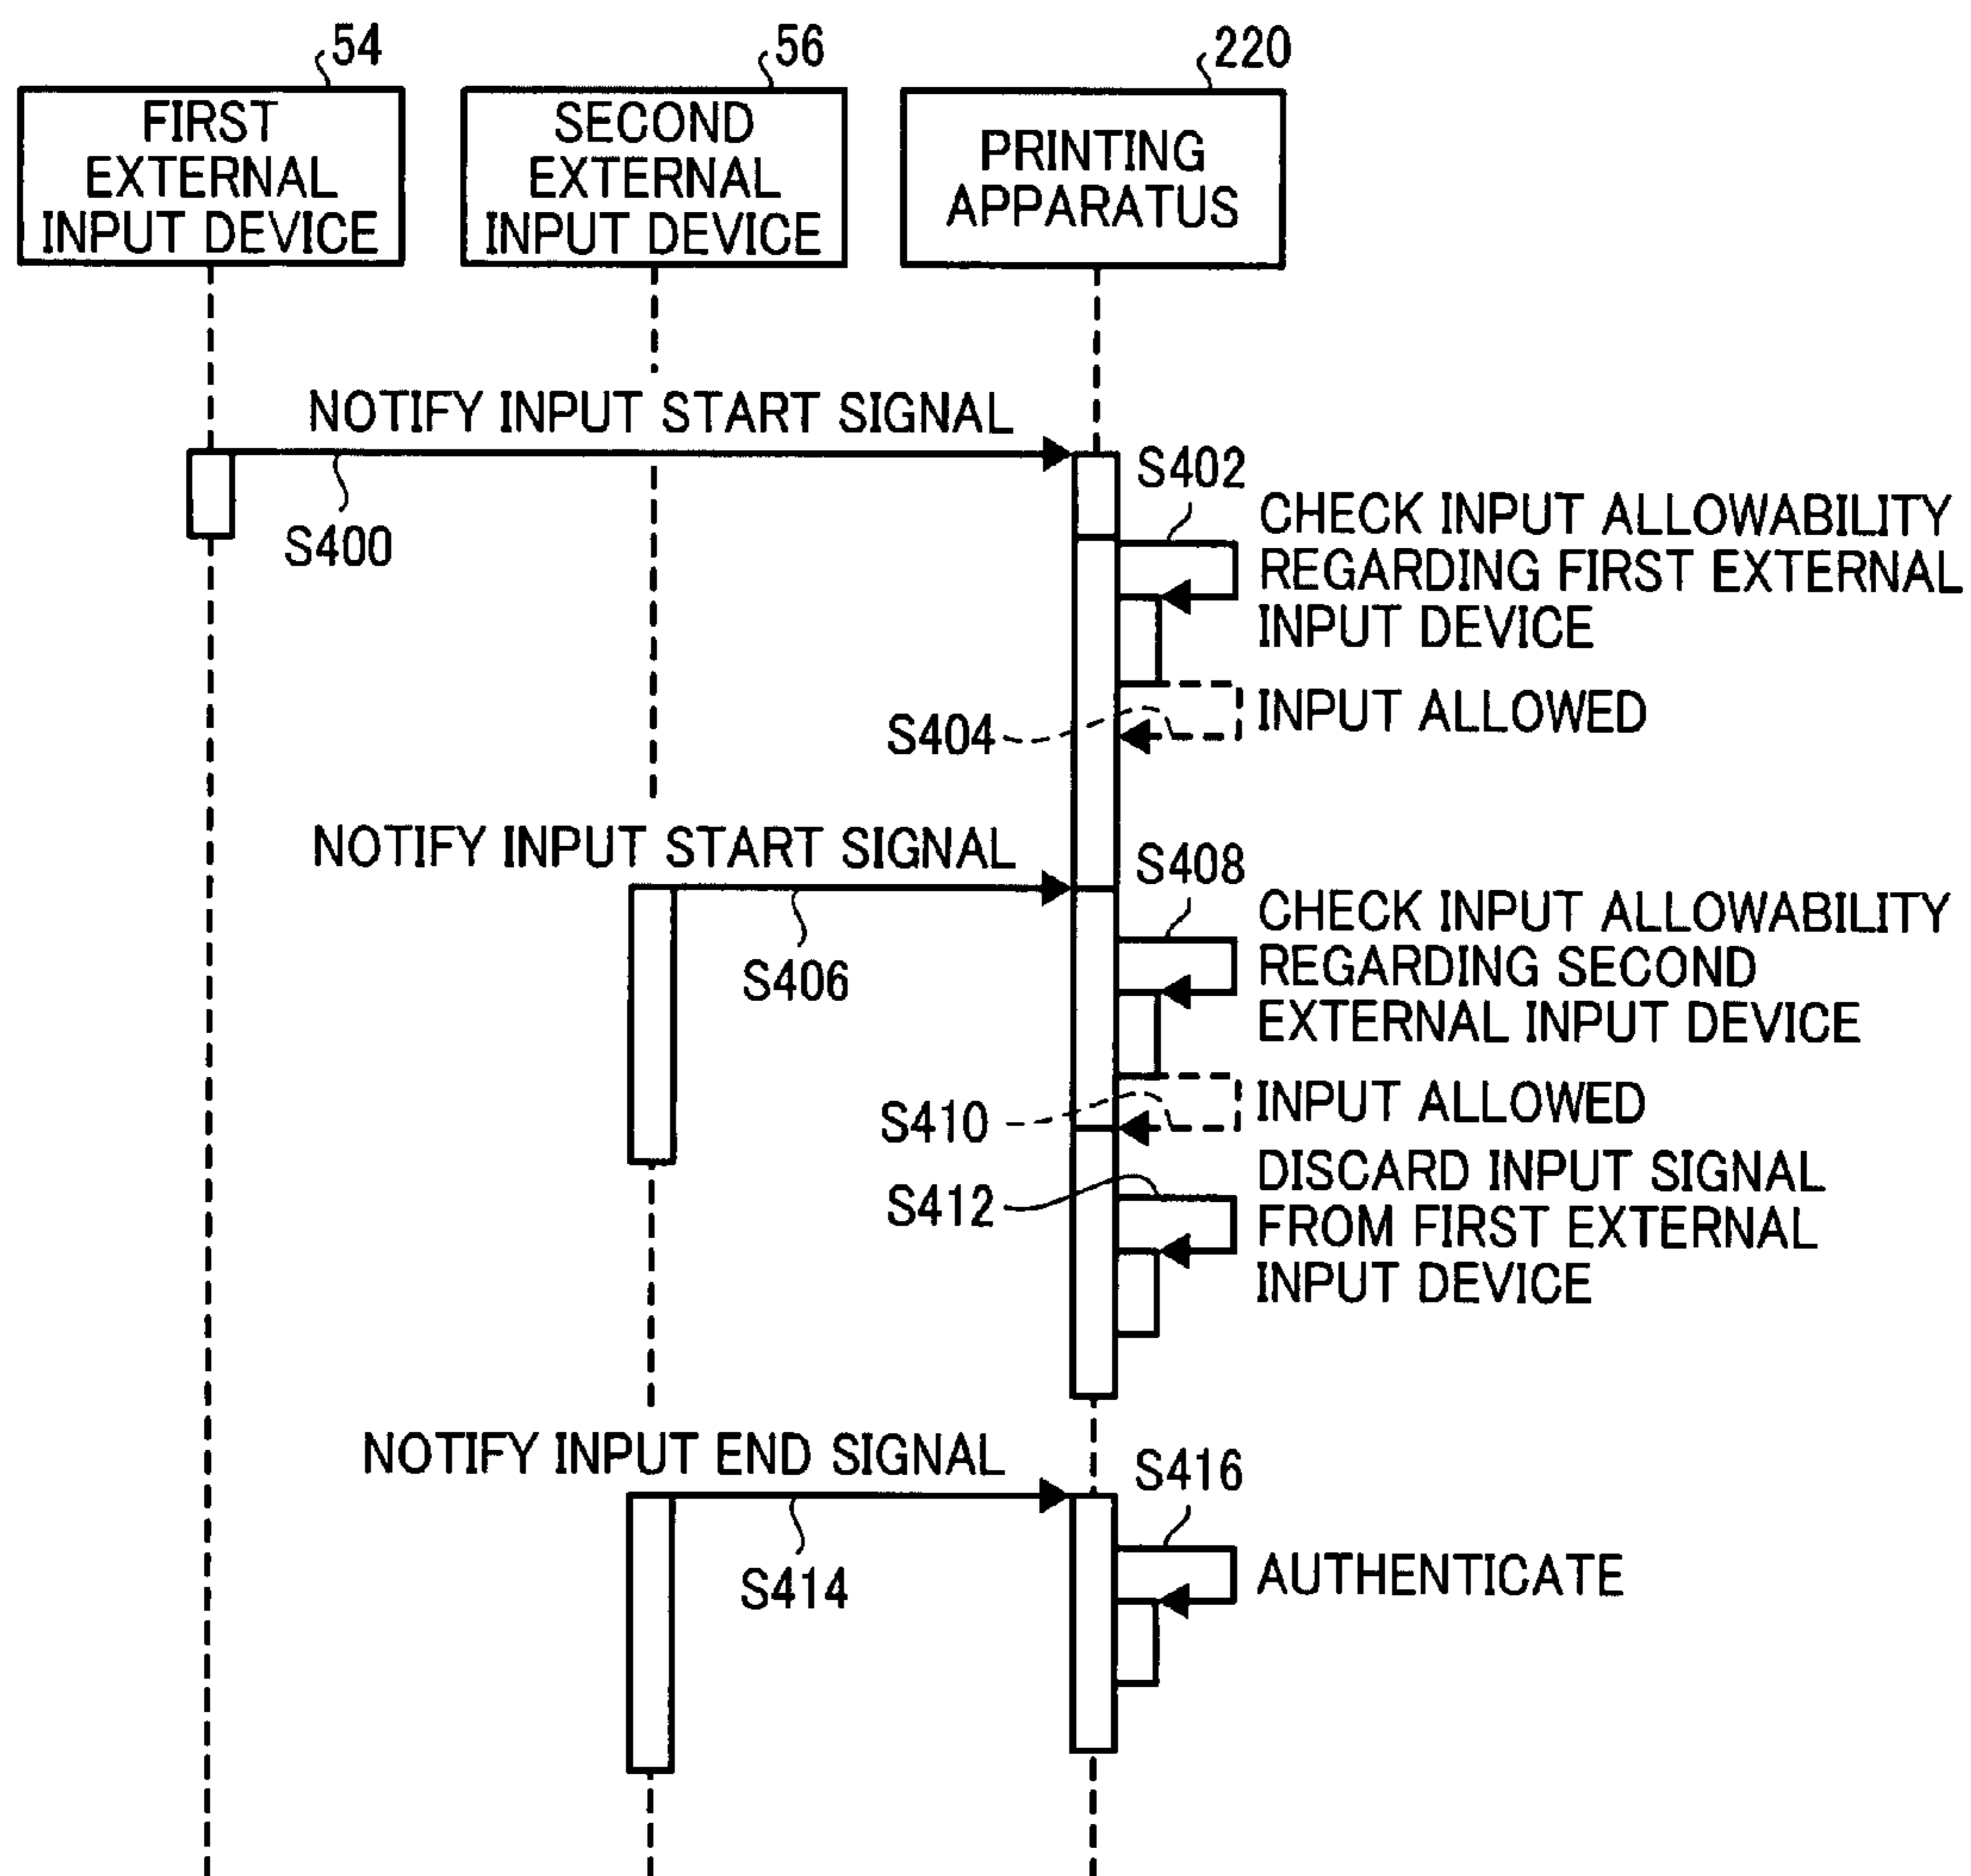 54
56
220
FIRST
EXTERNAL
INPUT DEVICE
SECOND
EXTERNAL
INPUT DEVICE
PRINTING
APPARATUS
NOTIFY INPUT START SIGNAL
S400
S402
CHECK INPUT ALLOWABILITY
REGARDING FIRST EXTERNAL
INPUT DEVICE
S404
INPUT ALLOWED
NOTIFY INPUT START SIGNAL
S406
S408
CHECK INPUT ALLOWABILITY
REGARDING SECOND
EXTERNAL INPUT DEVICE
S410
INPUT ALLOWED
S412
DISCARD INPUT SIGNAL
FROM FIRST EXTERNAL
INPUT DEVICE
NOTIFY INPUT END SIGNAL
S414
S416
AUTHENTICATE